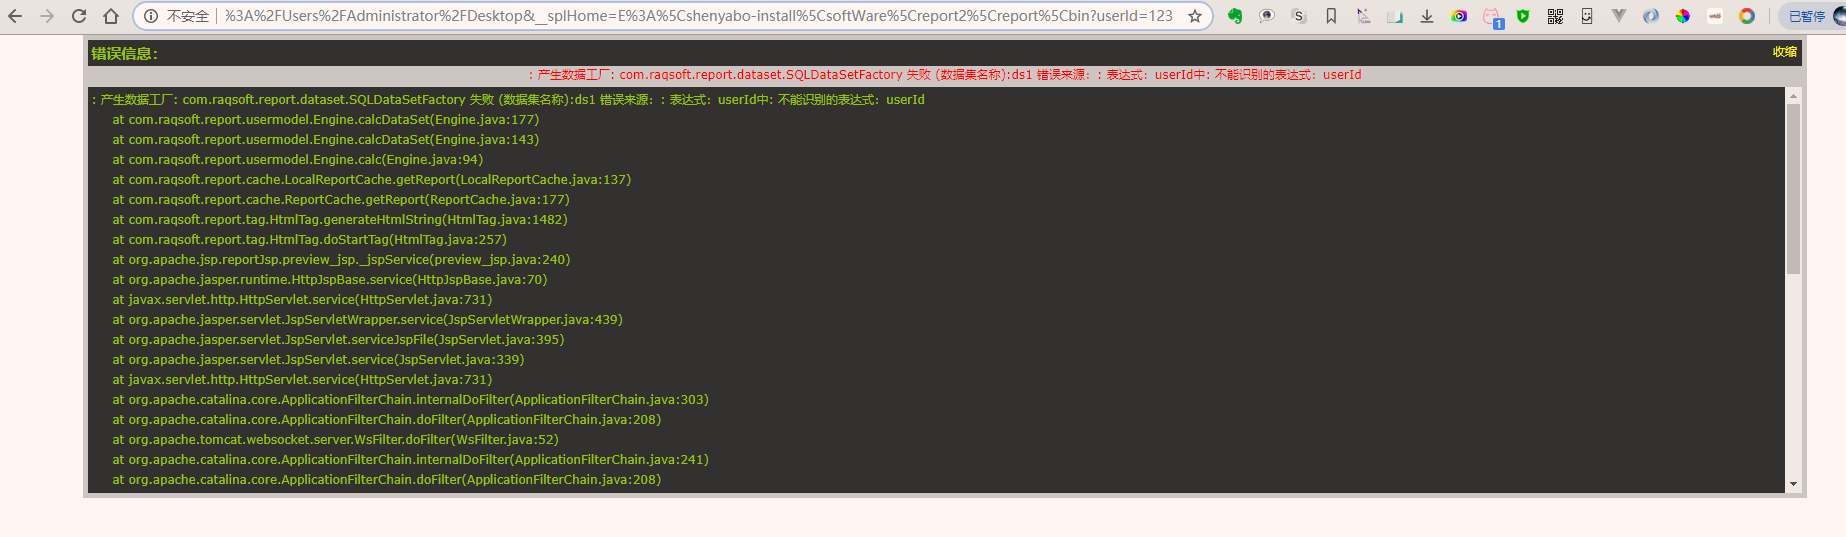 不安全 %3A%2FUsers%2FAdministrator%2FDesktop&__splHome=E%3A%5Cshenyabo-install%5CsoftWare%5Creport2%5Creport%5Cbin?userId=123 1 已暂停
错误信息： 收缩
: 产生数据工厂: com.raqsoft.report.dataset.SQLDataSetFactory 失败 (数据集名称):ds1 错误来源：: 表达式：userId中: 不能识别的表达式：userId
: 产生数据工厂: com.raqsoft.report.dataset.SQLDataSetFactory 失败 (数据集名称):ds1 错误来源：: 表达式：userId中: 不能识别的表达式：userId
at com.raqsoft.report.usermodel.Engine.calcDataSet(Engine.java:177)
at com.raqsoft.report.usermodel.Engine.calcDataSet(Engine.java:143)
at com.raqsoft.report.usermodel.Engine.calc(Engine.java:94)
at com.raqsoft.report.cache.LocalReportCache.getReport(LocalReportCache.java:137)
at com.raqsoft.report.cache.ReportCache.getReport(ReportCache.java:177)
at com.raqsoft.report.tag.HtmlTag.generateHtmlString(HtmlTag.java:1482)
at com.raqsoft.report.tag.HtmlTag.doStartTag(HtmlTag.java:257)
at org.apache.jsp.reportJsp.preview_jsp._jspService(preview_jsp.java:240)
at org.apache.jasper.runtime.HttpJspBase.service(HttpJspBase.java:70)
at javax.servlet.http.HttpServlet.service(HttpServlet.java:731)
at org.apache.jasper.servlet.JspServletWrapper.service(JspServletWrapper.java:439)
at org.apache.jasper.servlet.JspServlet.serviceJspFile(JspServlet.java:395)
at org.apache.jasper.servlet.JspServlet.service(JspServlet.java:339)
at javax.servlet.http.HttpServlet.service(HttpServlet.java:731)
at org.apache.catalina.core.ApplicationFilterChain.internalDoFilter(ApplicationFilterChain.java:303)
at org.apache.catalina.core.ApplicationFilterChain.doFilter(ApplicationFilterChain.java:208)
at org.apache.tomcat.websocket.server.WsFilter.doFilter(WsFilter.java:52)
at org.apache.catalina.core.ApplicationFilterChain.internalDoFilter(ApplicationFilterChain.java:241)
at org.apache.catalina.core.ApplicationFilterChain.doFilter(ApplicationFilterChain.java:208)